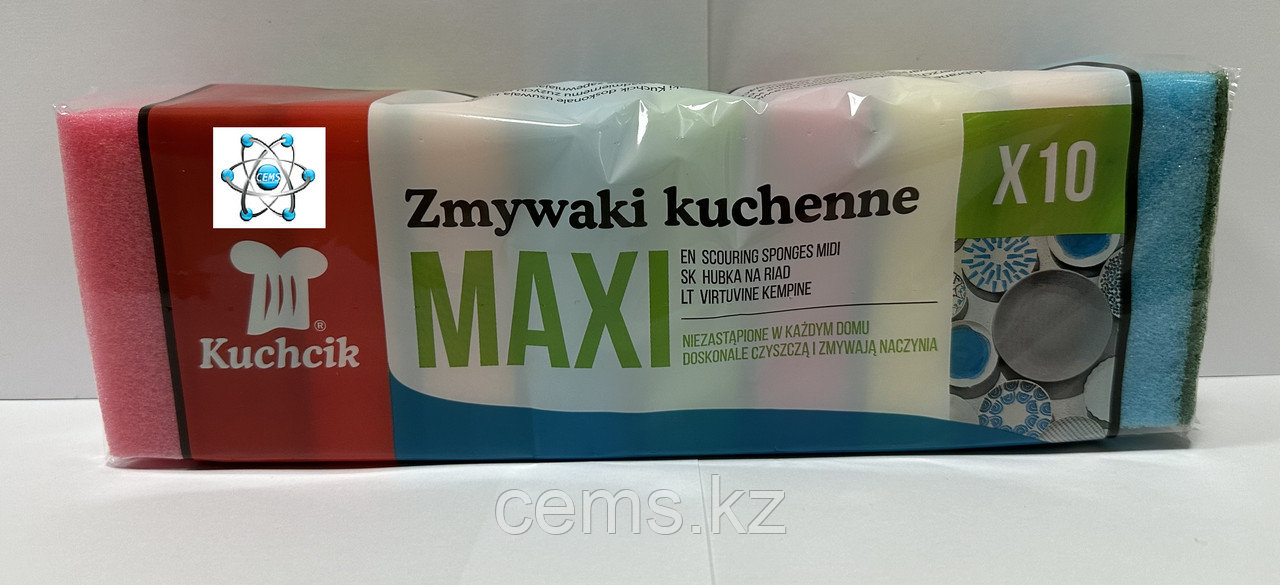 CEMS
Kuchcik
®
Zmywaki kuchenne
MAXI
EN SCOURING SPONGES MIDI
SK HUBKA NA RIAD
LT VIRTUVINE KEMPINE
NIEZASTĄPIONE W KAŻDYM DOMU
DOSKONALE CZYSZCZĄ I ZMYWAJĄ NACZYNIA
X10
cems.kz